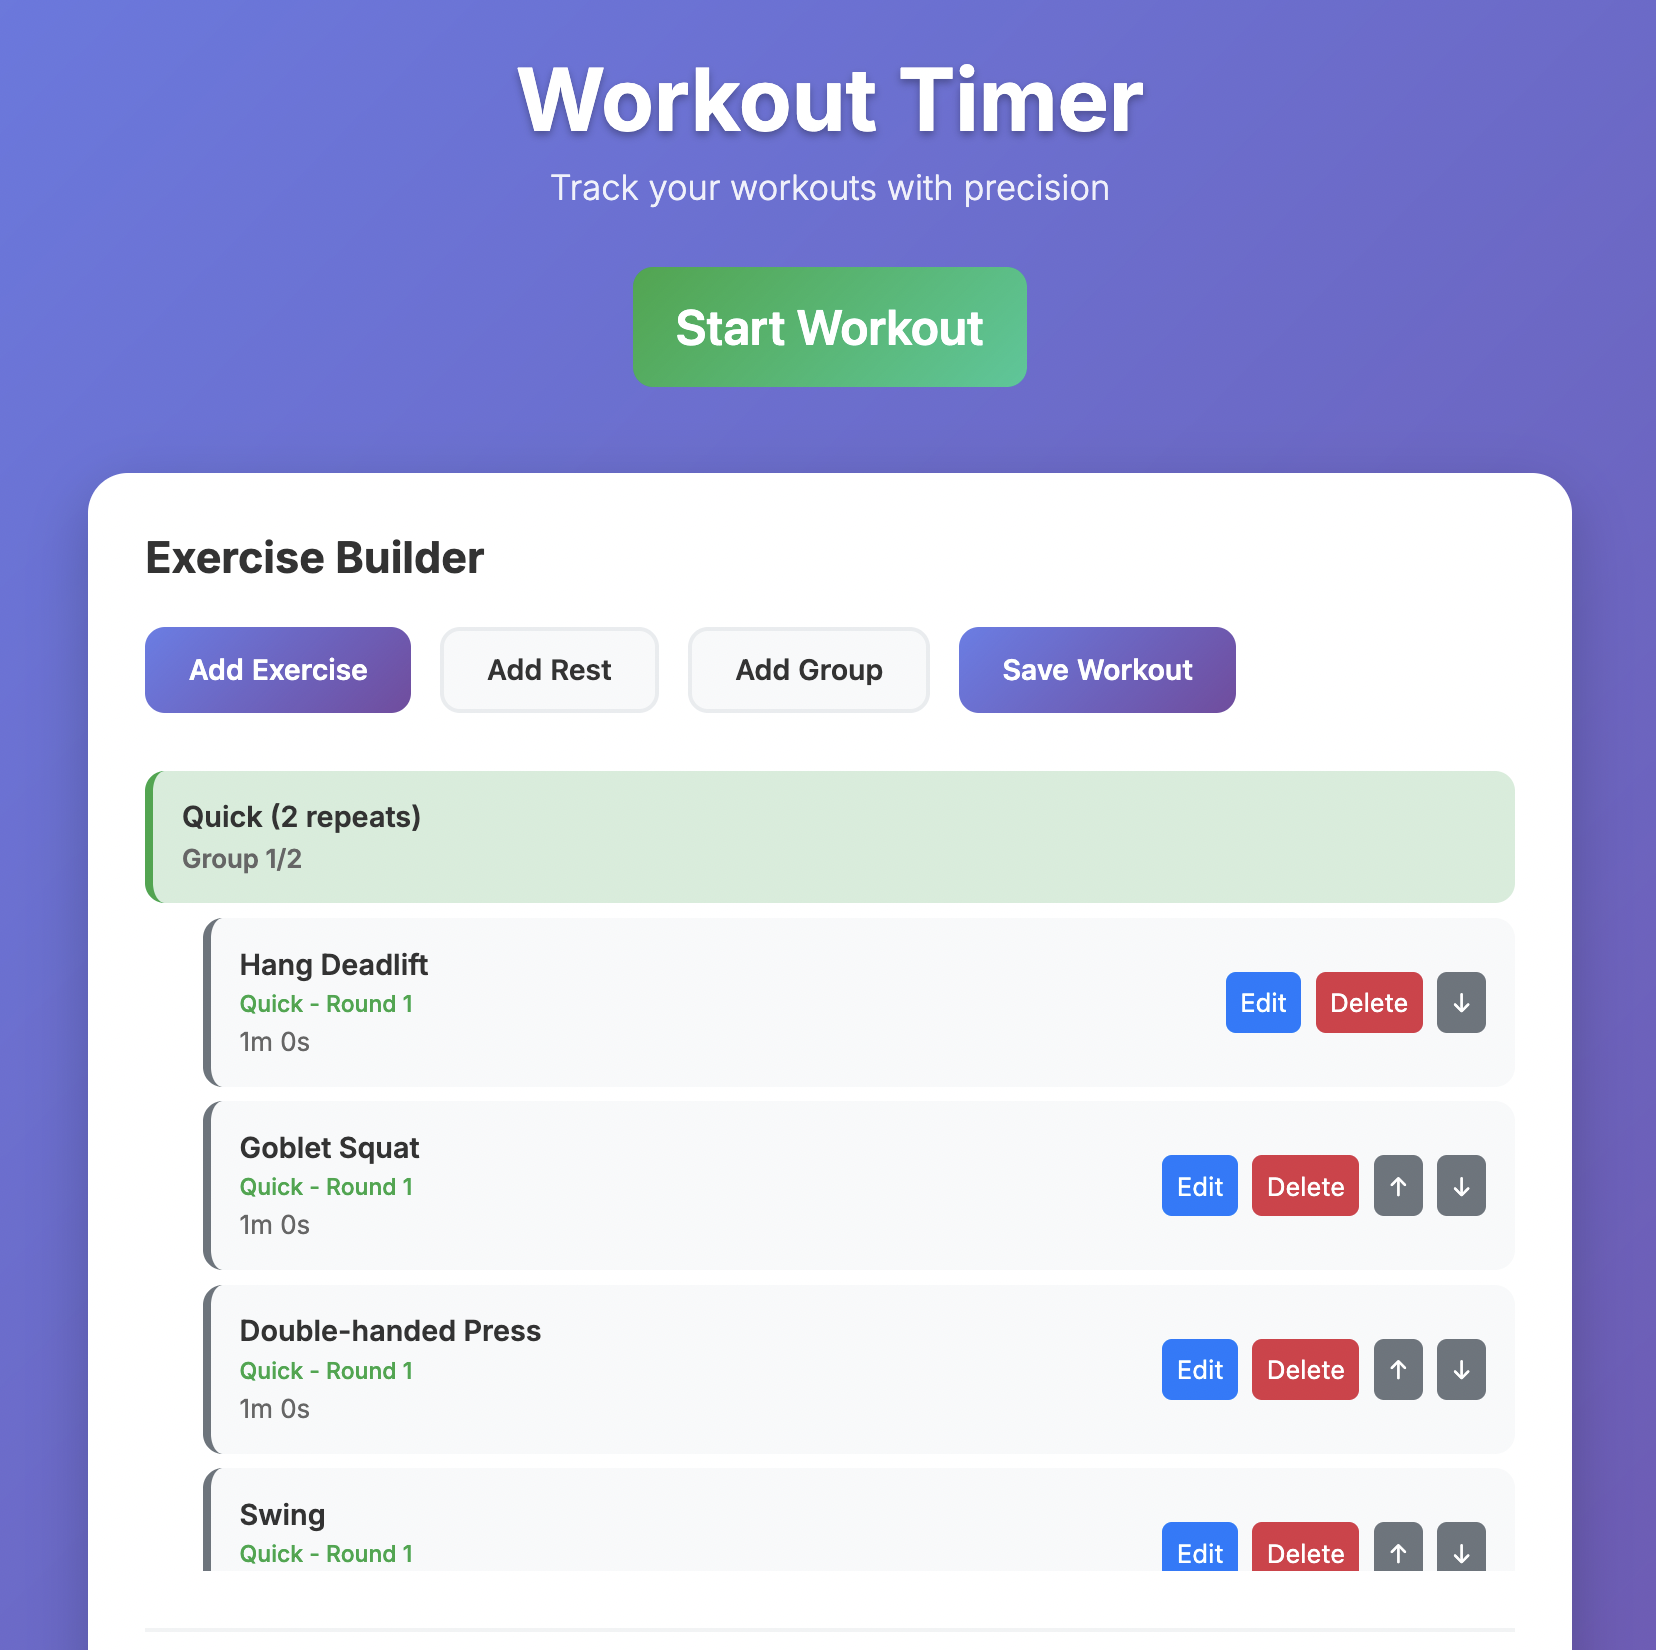 Workout Timer
Track your workouts with precision
Start Workout
Exercise Builder
Add Exercise Add Rest Add Group Save Workout
Quick (2 repeats)
Group 1/2
Hang Deadlift
Quick - Round 1
1m 0s
Edit Delete ↓
Goblet Squat
Quick - Round 1
1m 0s
Edit Delete ↑ ↓
Double-handed Press
Quick - Round 1
1m 0s
Edit Delete ↑ ↓
Swing
Quick - Round 1
Edit Delete ↑ ↓